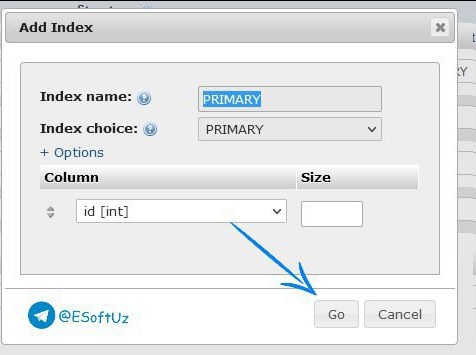 Add Index
Index name:
PRIMARY
Index choice:
PRIMARY
+ Options
Column
Size
id [int]
@ESoftUz
Go
Cancel